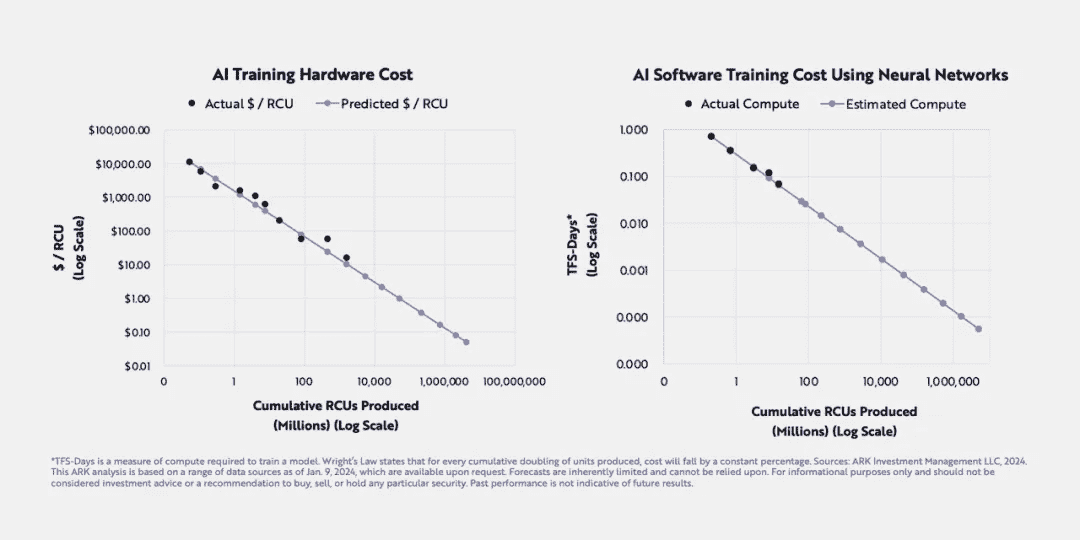 AI Training Hardware Cost
Actual $ / RCU
Predicted $ / RCU
$100,000.00
$10,000.00
$1,000.00
$100.00
$10.00
$1.00
$0.10
$0.01
$ / RCU
(Log Scale)
0
1
100
10,000
1,000,000
100,000,000
Cumulative RCUs Produced
(Millions) (Log Scale)
AI Software Training Cost Using Neural Networks
Actual Compute
Estimated Compute
1.000
0.100
0.010
0.001
0.000
0.000
TFS-Days*
(Log Scale)
0
1
100
10,000
1,000,000
Cumulative RCUs Produced
(Millions) (Log Scale)
*TFS-Days is a measure of compute required to train a model. Wright's Law states that for every cumulative doubling of units produced, cost will fall by a constant percentage. Sources: ARK Investment Management LLC, 2024.
This ARK analysis is based on a range of data sources as of Jan. 9, 2024, which are available upon request. Forecasts are inherently limited and cannot be relied upon. For informational purposes only and should not be
considered investment advice or a recommendation to buy, sell, or hold any particular security. Past performance is not indicative of future results.